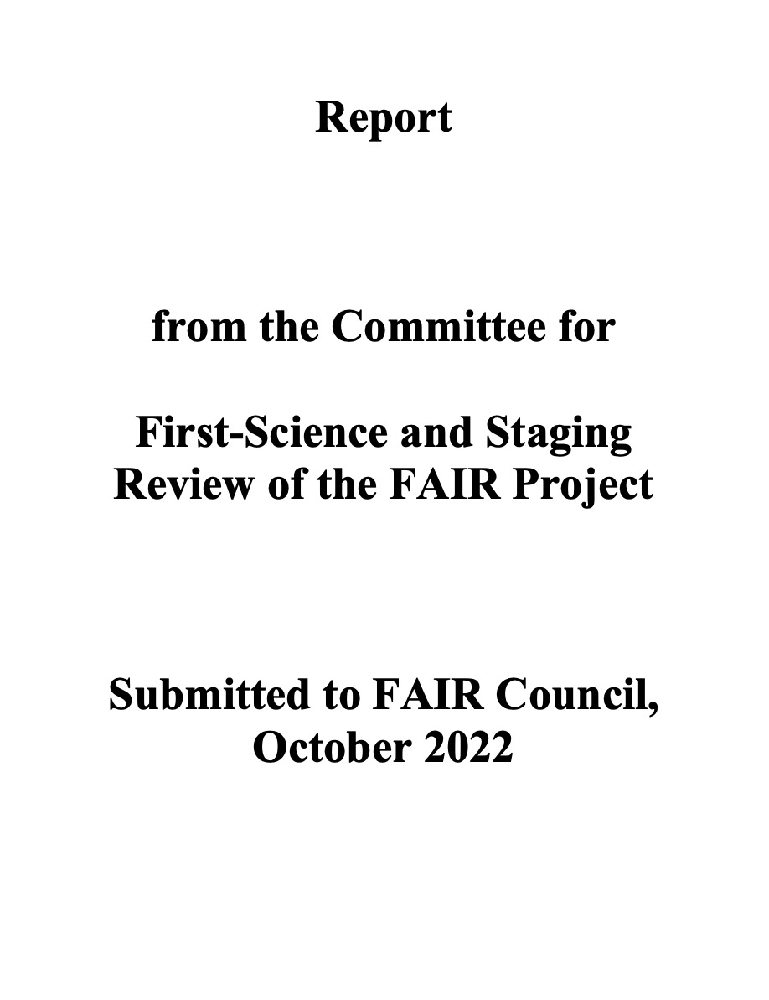 Report
from the Committee for
First-Science and Staging
Review of the FAIR Project
Submitted to FAIR Council,
October 2022